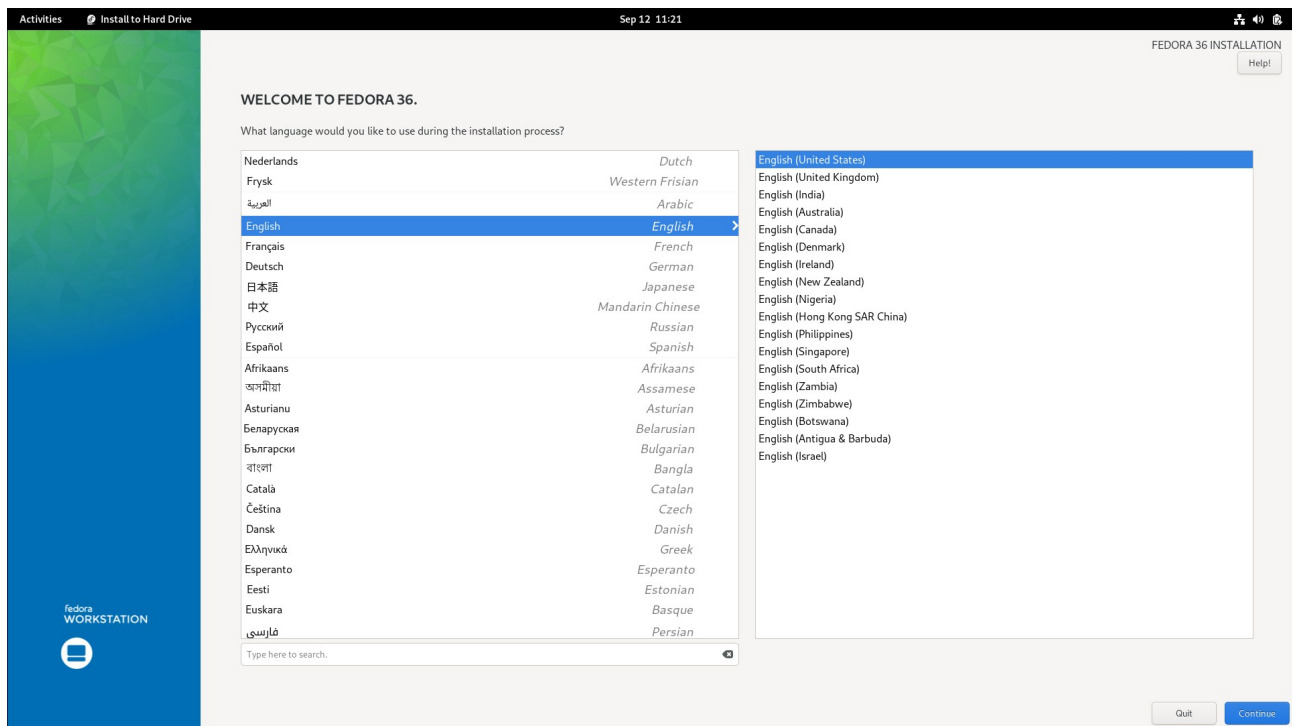 Activities Install to Hard Drive Sep 12 11:21
FEDORA 36 INSTALLATION
Help!
WELCOME TO FEDORA 36.
What language would you like to use during the installation process?
Nederlands Dutch
Frysk Western Frisian
العربية Arabic
English English
Français French
Deutsch German
日本語 Japanese
中文 Mandarin Chinese
Русский Russian
Español Spanish
Afrikaans Afrikaans
অসমীয়া Assamese
Asturianu Asturian
Беларуская Belarusian
Български Bulgarian
বাংলা Bangla
Català Catalan
Čeština Czech
Dansk Danish
Ελληνικά Greek
Esperanto Esperanto
Eesti Estonian
Euskara Basque
فارسی Persian
Type here to search.
English (United States)
English (United Kingdom)
English (India)
English (Australia)
English (Canada)
English (Denmark)
English (Ireland)
English (New Zealand)
English (Nigeria)
English (Hong Kong SAR China)
English (Philippines)
English (Singapore)
English (South Africa)
English (Zambia)
English (Zimbabwe)
English (Botswana)
English (Antigua & Barbuda)
English (Israel)
fedora
WORKSTATION
Quit Continue